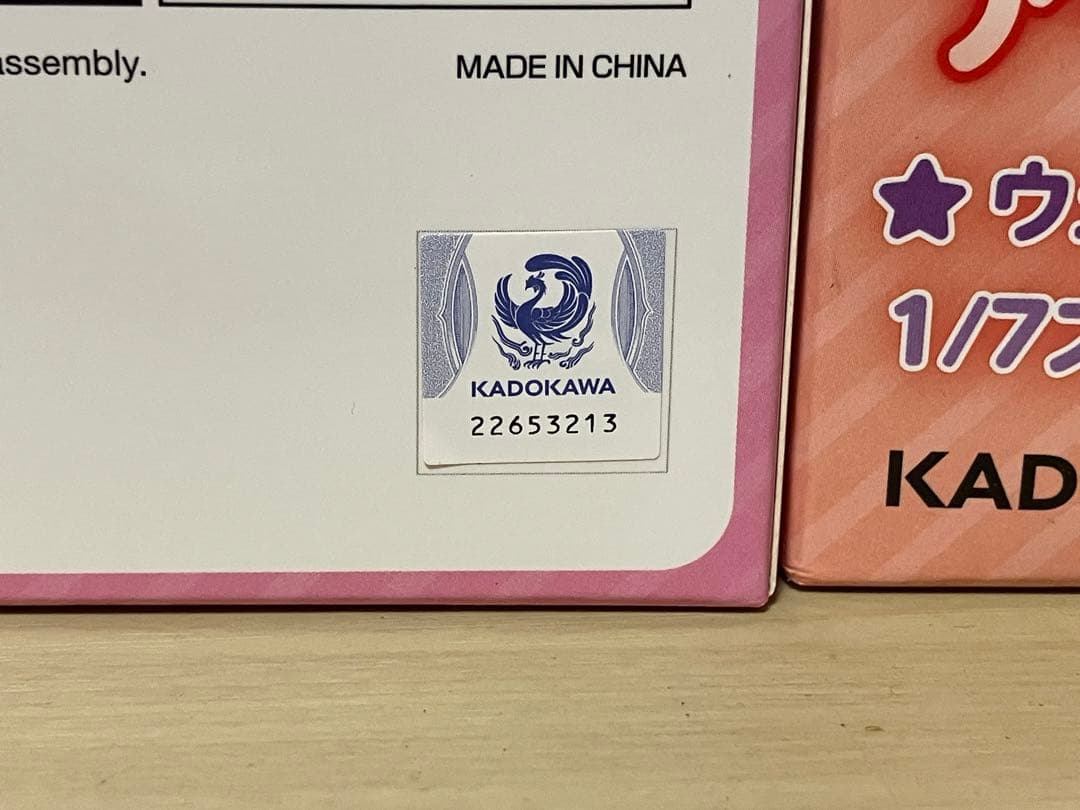 assembly.
MADE IN CHINA
KADOKAWA
22653213
★ウ
1/7
KAD